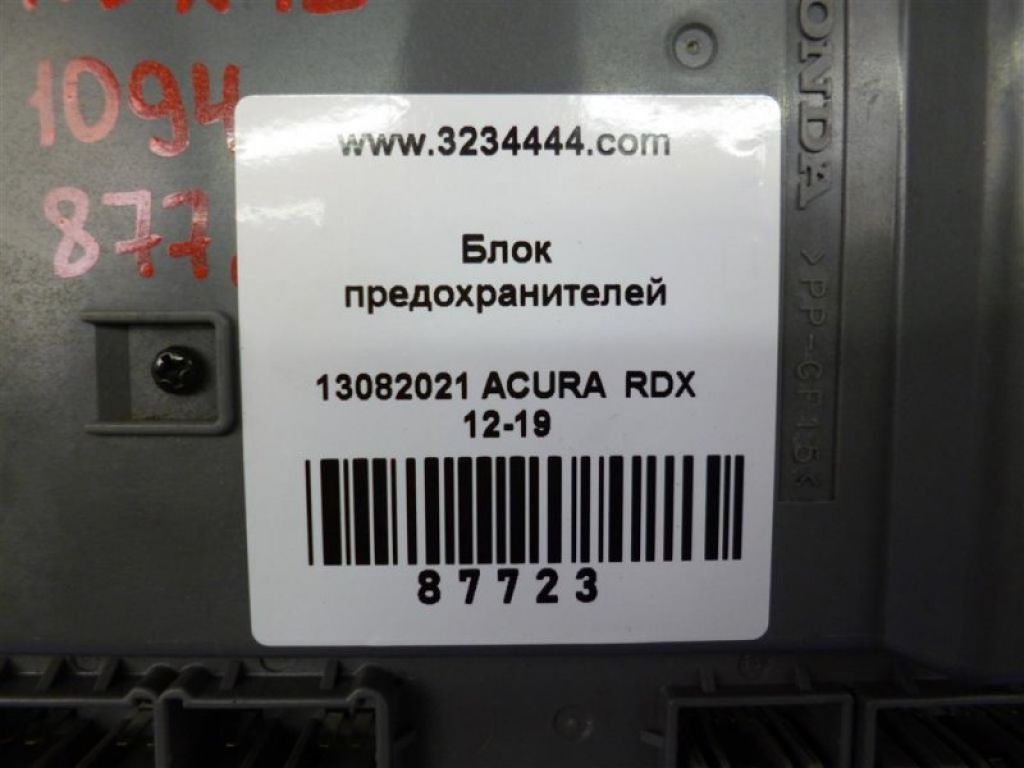 1094
877
www.3234444.com
Блок
предохранителей
13082021 ACURA RDX
12-19
87723
HONDA >PP-GF15<